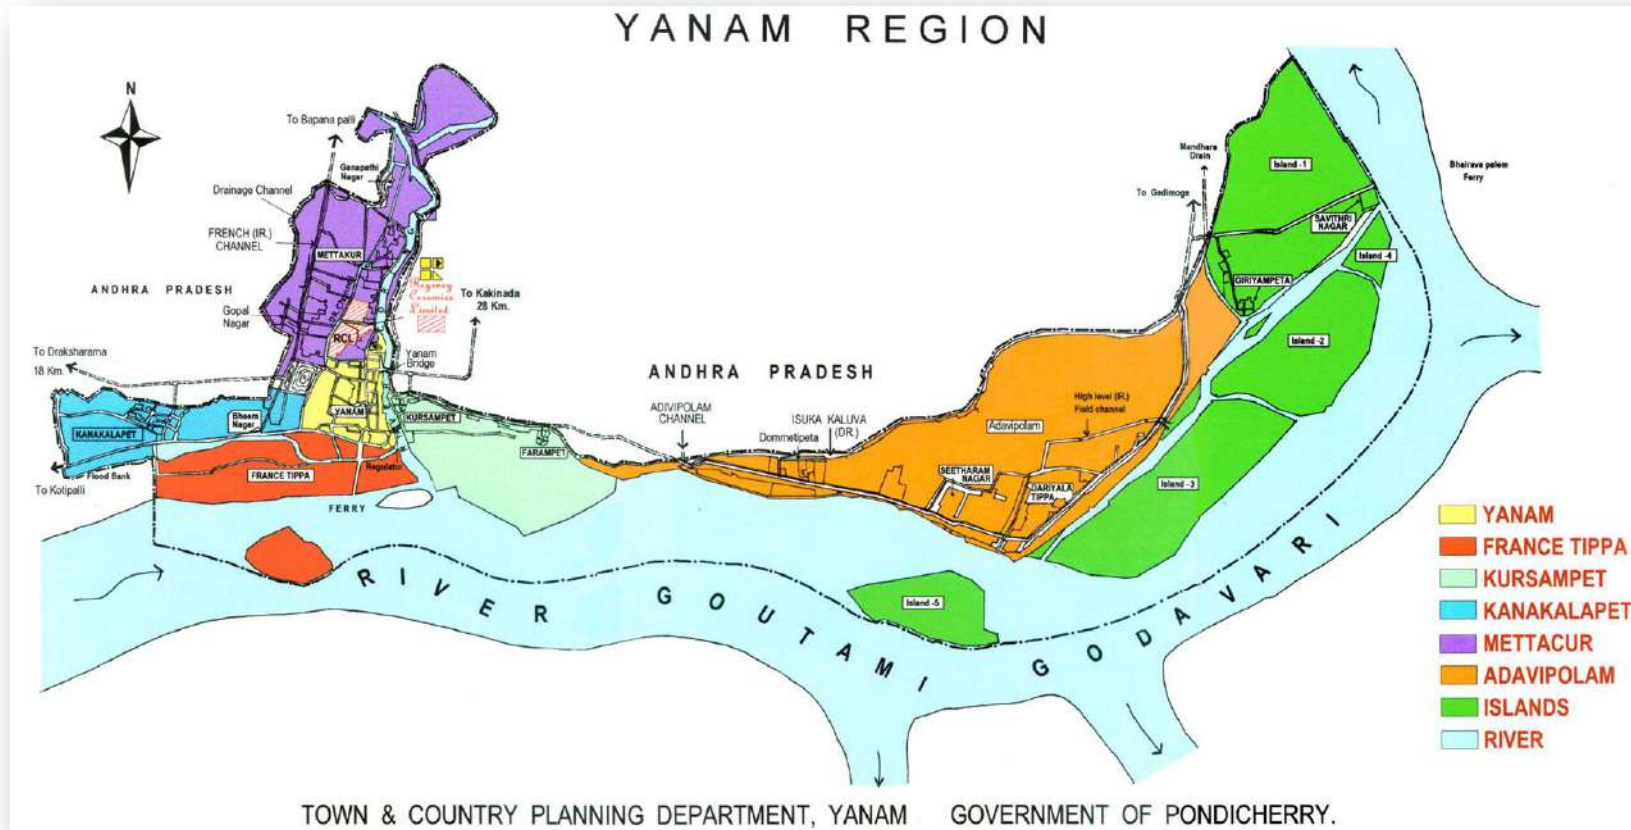 YANAM REGION
N
To Bapana palli
Ganapathi
Nagar
Drainage Channel
FRENCH (IR.)
CHANNEL
METTAKUR
ANDHRA PRADESH
Gopal
Nagar
Regency
Ceramics
Limited
To Kakinada
28 Km.
RCL
To Draksharama
18 Km
Yanam
Bridge
KANAKALAPET
Bheem
Nagar
YANAM
KURSAMPET
FARAMPET
Flood Bank
To Kotipalli
FRANCE TIPPA
Regulator
FERRY
ANDHRA PRADESH
ADIVIPOLAM
CHANNEL
ISUKA KALUVA
(DR.)
Dommetipeta
Adavipolam
High level (IR.)
Field channel
SEETHARAM
NAGAR
DARIYALA
TIPPA
Mandhara
Drain
To Gadimoga
Island -1
SAVITHRI
NAGAR
GIRIYAMPETA
Island -4
Island -2
Island -3
Island -5
Bhairava palem
Ferry
RIVER GOUTAMI GODAVARI
YANAM
FRANCE TIPPA
KURSAMPET
KANAKALAPET
METTACUR
ADAVIPOLAM
ISLANDS
RIVER
TOWN & COUNTRY PLANNING DEPARTMENT, YANAM GOVERNMENT OF PONDICHERRY.